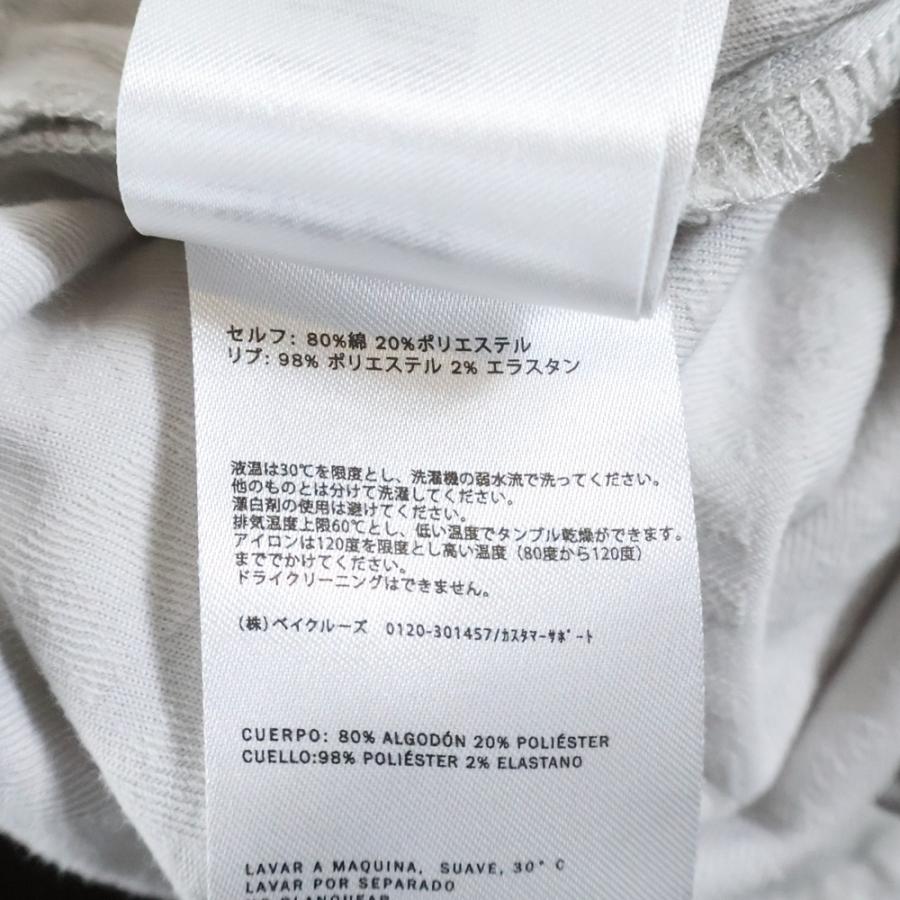 セルフ: 80%綿 20%ポリエステル
リブ: 98% ポリエステル 2% エラスタン
液温は30℃を限度とし、洗濯機の弱水流で洗ってください。
他のものとは分けて洗濯してください。
漂白剤の使用は避けてください。
排気温度上限60℃とし、低い温度でタンブル乾燥ができます。
アイロンは120度を限度とし高い温度（80度から120度）
まででかけてください。
ドライクリーニングはできません。
(株)ベイクルーズ 0120-301457/ｶｽﾀﾏｰｻﾎﾟｰﾄ
CUERPO: 80% ALGODÓN 20% POLIÉSTER
CUELLO:98% POLIÉSTER 2% ELASTANO
LAVAR A MAQUINA, SUAVE, 30° C
LAVAR POR SEPARADO
NO BLANQUEAR